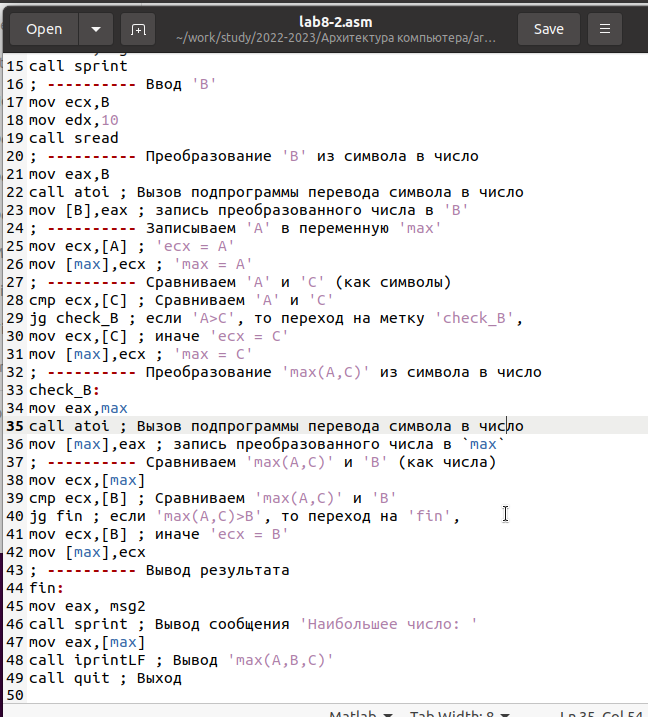 lab8-2.asm
Open
~/work/study/2022-2023/Архитектура компьютера/ar…
Save
15 call sprint
16 ; ---------- Ввод 'B'
17 mov ecx,B
18 mov edx,10
19 call sread
20 ; ---------- Преобразование 'B' из символа в число
21 mov eax,B
22 call atoi ; Вызов подпрограммы перевода символа в число
23 mov [B],eax ; запись преобразованного числа в 'B'
24 ; ---------- Записываем 'A' в переменную 'max'
25 mov ecx,[A] ; 'ecx = A'
26 mov [max],ecx ; 'max = A'
27 ; ---------- Сравниваем 'A' и 'С' (как символы)
28 cmp ecx,[C] ; Сравниваем 'A' и 'С'
29 jg check_B ; если 'A>C', то переход на метку 'check_B',
30 mov ecx,[C] ; иначе 'ecx = C'
31 mov [max],ecx ; 'max = C'
32 ; ---------- Преобразование 'max(A,C)' из символа в число
33 check_B:
34 mov eax,max
35 call atoi ; Вызов подпрограммы перевода символа в число
36 mov [max],eax ; запись преобразованного числа в `max`
37 ; ---------- Сравниваем 'max(A,C)' и 'B' (как числа)
38 mov ecx,[max]
39 cmp ecx,[B] ; Сравниваем 'max(A,C)' и 'B'
40 jg fin ; если 'max(A,C)>B', то переход на 'fin',
41 mov ecx,[B] ; иначе 'ecx = B'
42 mov [max],ecx
43 ; ---------- Вывод результата
44 fin:
45 mov eax, msg2
46 call sprint ; Вывод сообщения 'Наибольшее число: '
47 mov eax,[max]
48 call iprintLF ; Вывод 'max(A,B,C)'
49 call quit ; Выход
50
Matlab Tab Width: 8 Ln 35, Col 54